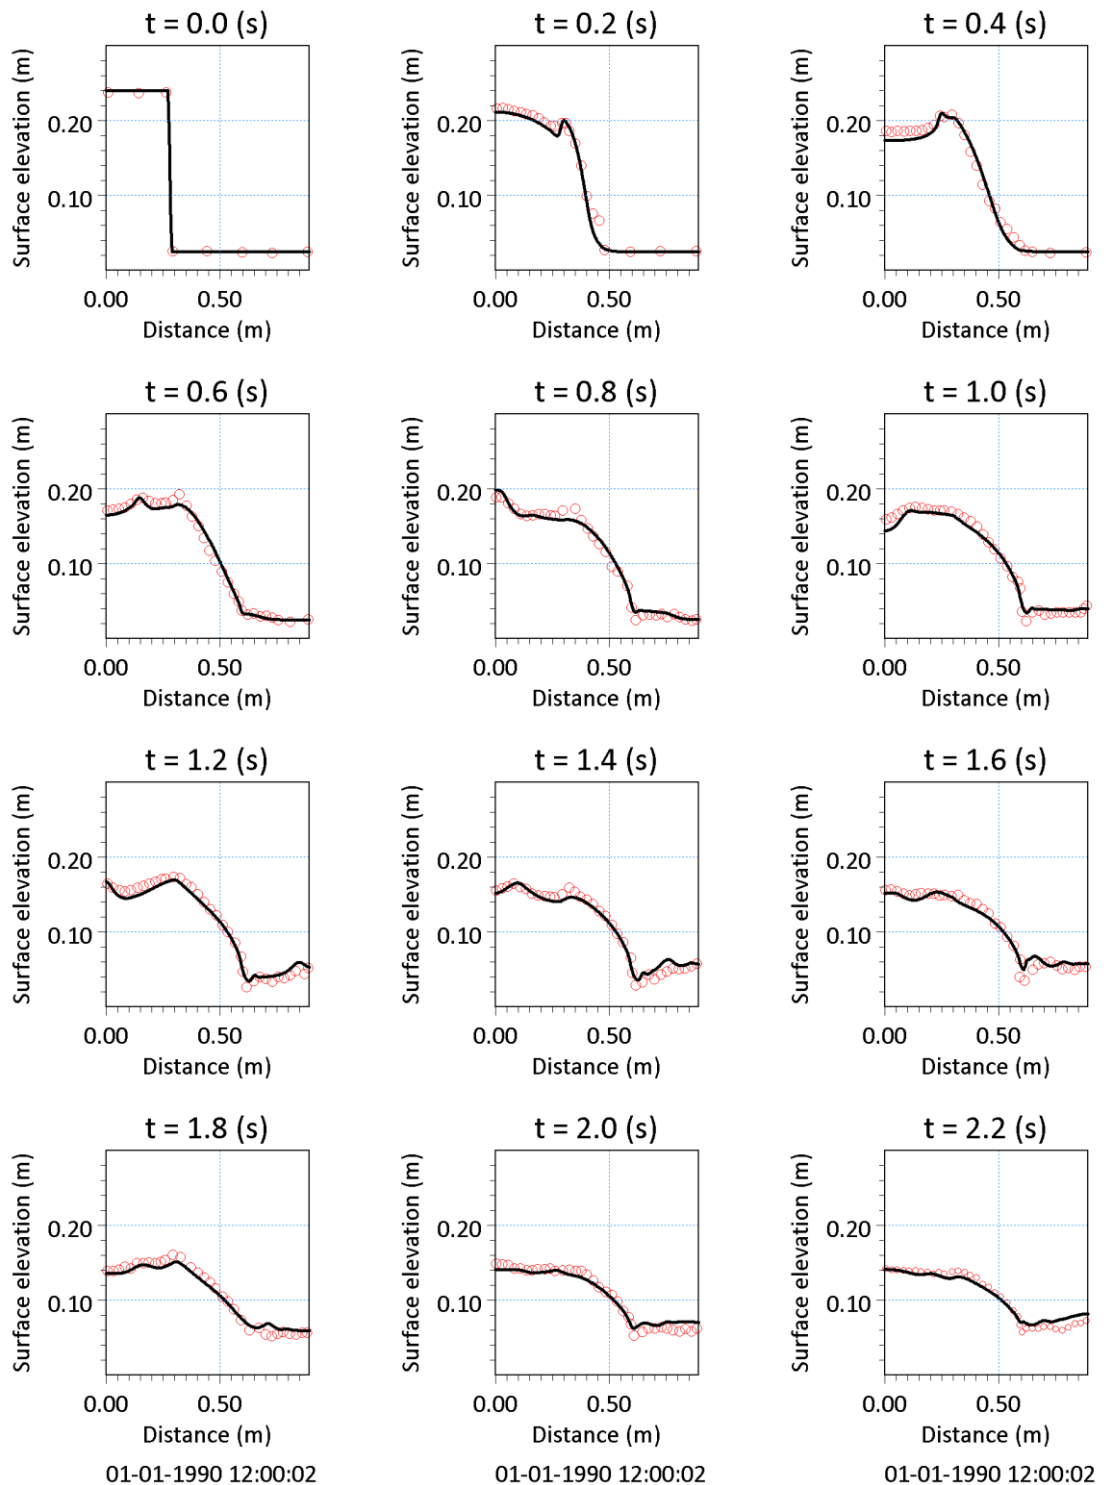 t = 0.0 (s)
Surface elevation (m)
0.20
0.10
0.00 0.50
Distance (m)
t = 0.2 (s)
Surface elevation (m)
0.20
0.10
0.00 0.50
Distance (m)
t = 0.4 (s)
Surface elevation (m)
0.20
0.10
0.00 0.50
Distance (m)
t = 0.6 (s)
Surface elevation (m)
0.20
0.10
0.00 0.50
Distance (m)
t = 0.8 (s)
Surface elevation (m)
0.20
0.10
0.00 0.50
Distance (m)
t = 1.0 (s)
Surface elevation (m)
0.20
0.10
0.00 0.50
Distance (m)
t = 1.2 (s)
Surface elevation (m)
0.20
0.10
0.00 0.50
Distance (m)
t = 1.4 (s)
Surface elevation (m)
0.20
0.10
0.00 0.50
Distance (m)
t = 1.6 (s)
Surface elevation (m)
0.20
0.10
0.00 0.50
Distance (m)
t = 1.8 (s)
Surface elevation (m)
0.20
0.10
0.00 0.50
Distance (m)
01-01-1990 12:00:02
t = 2.0 (s)
Surface elevation (m)
0.20
0.10
0.00 0.50
Distance (m)
01-01-1990 12:00:02
t = 2.2 (s)
Surface elevation (m)
0.20
0.10
0.00 0.50
Distance (m)
01-01-1990 12:00:02